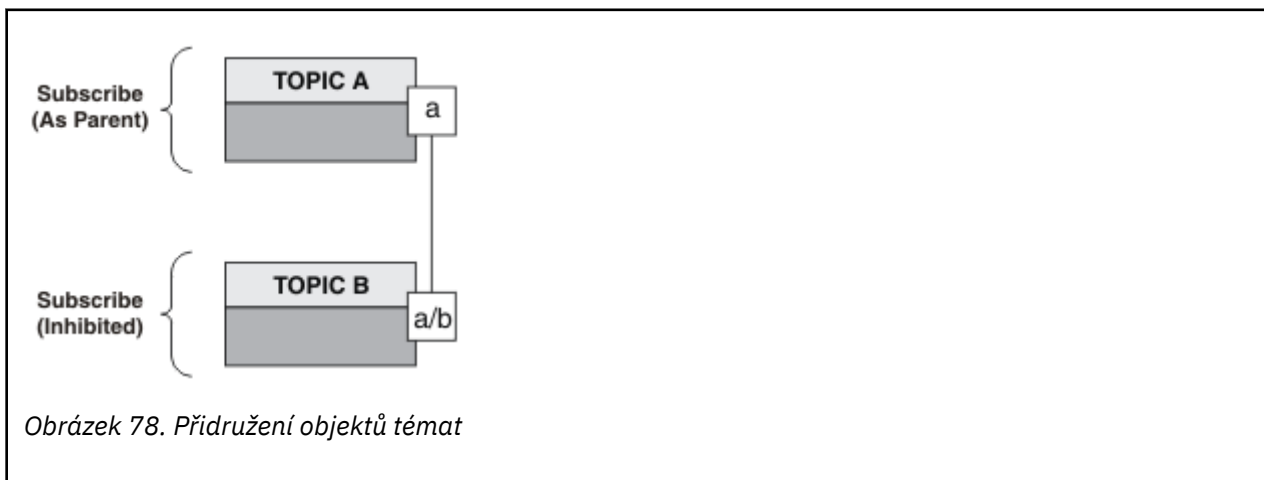 Subscribe
(As Parent)
TOPIC A
a
Subscribe
(Inhibited)
TOPIC B
a/b
Obrázek 78. Přidružení objektů témat